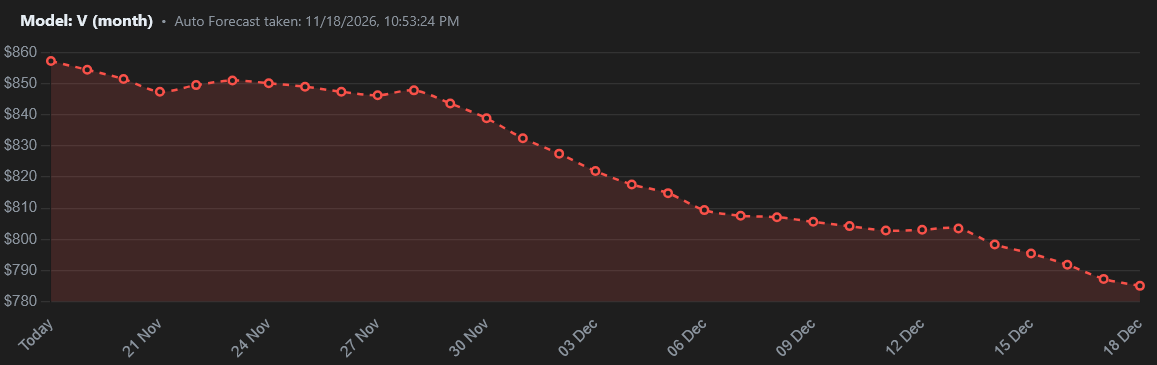 Model: V (month) • Auto Forecast taken: 11/18/2026, 10:53:24 PM
$860
$850
$840
$830
$820
$810
$800
$790
$780
Today
21 Nov
24 Nov
27 Nov
30 Nov
03 Dec
06 Dec
09 Dec
12 Dec
15 Dec
18 Dec